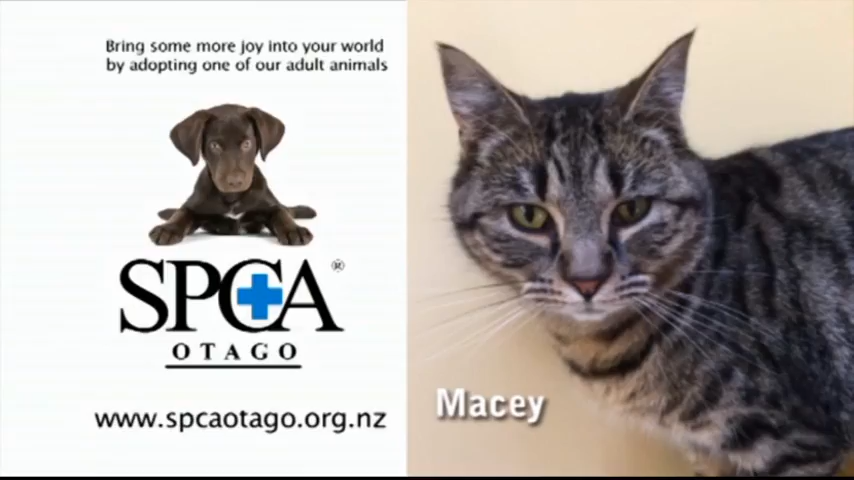 Bring some more joy into your world
by adopting one of our adult animals
SPCA®
OTAGO
www.spcaotago.org.nz
Macey